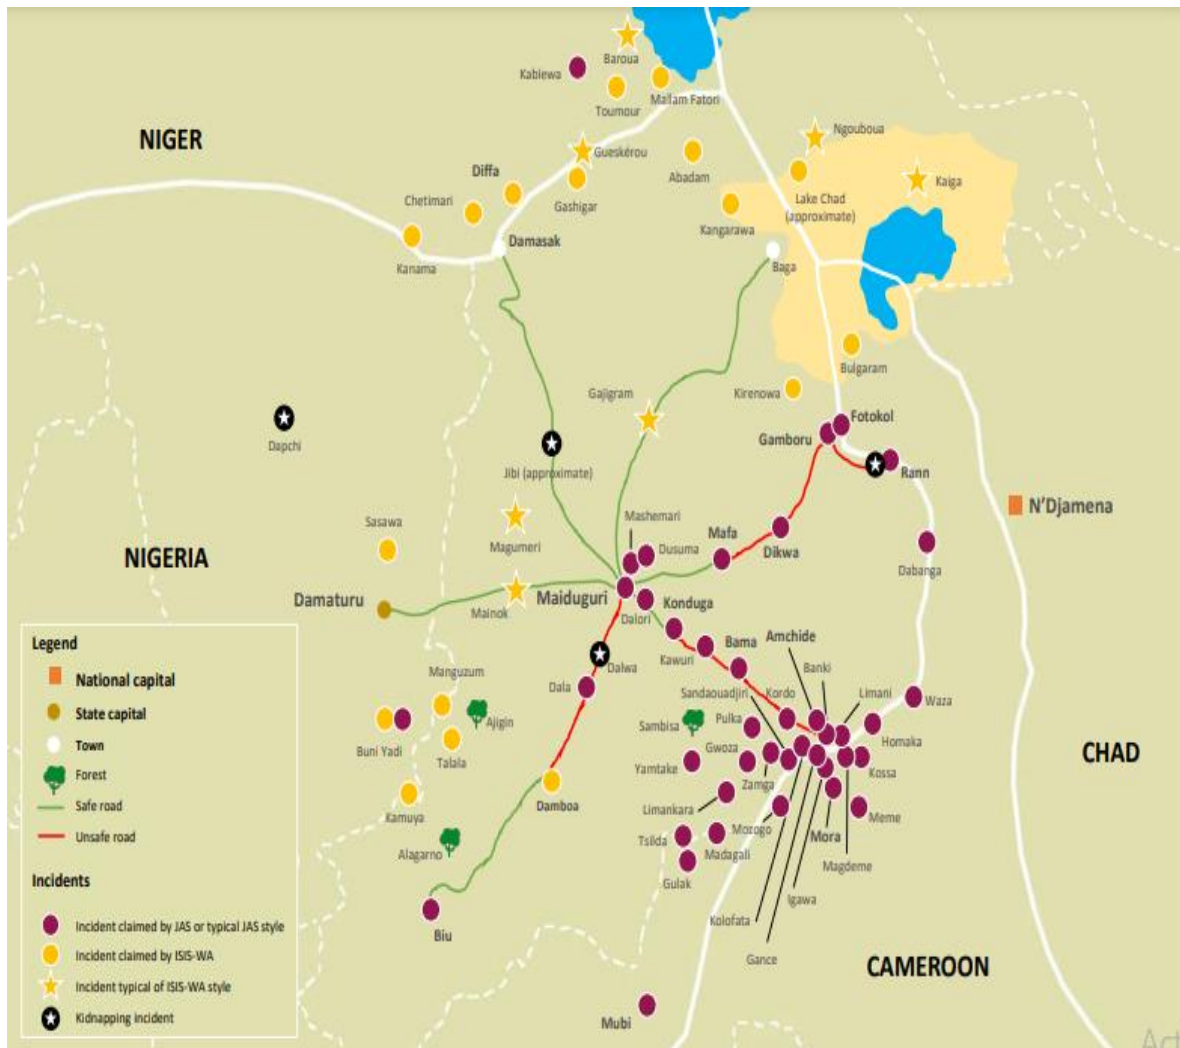 Baroua
Kablewa
Toumour
Mallam Fatori
NIGER
Ngouboua
Gueskérou
Diffa
Abadam
Kaiga
Chetimari
Gashigar
Lake Chad
(approximate)
Kangarawa
Damasak
Kanama
Baga
Bulgaram
Gajigram
Kirenowa
Fotokol
Gamboru
Dapchi
Jibi (approximate)
Rann
N'Djamena
Mashemari
Sasawa
Magumeri
Dusuma
Mafa
Dikwa
NIGERIA
Dabanga
Damaturu
Mainok
Maiduguri
Konduga
Dalori
Legend
National capital
State capital
Town
Forest
Safe road
Unsafe road
Incidents
Incident claimed by JAS or typical JAS style
Incident claimed by ISIS-WA
Incident typical of ISIS-WA style
Kidnapping incident
Kawuri
Bama
Amchide
Dalwa
Banki
Manguzum
Dala
Sandaouadjiri
Kordo
Limani
Waza
Ajigin
Sambisa
Pulka
Homaka
Buni Yadi
Talala
Gwoza
CHAD
Yamtake
Zamga
Kossa
Kamuya
Damboa
Limankara
Meme
Mozogo
Mora
Tsilda
Alagarno
Madagali
Magdeme
Gulak
Igawa
Kolofata
Biu
Gance
CAMEROON
Mubi
Act